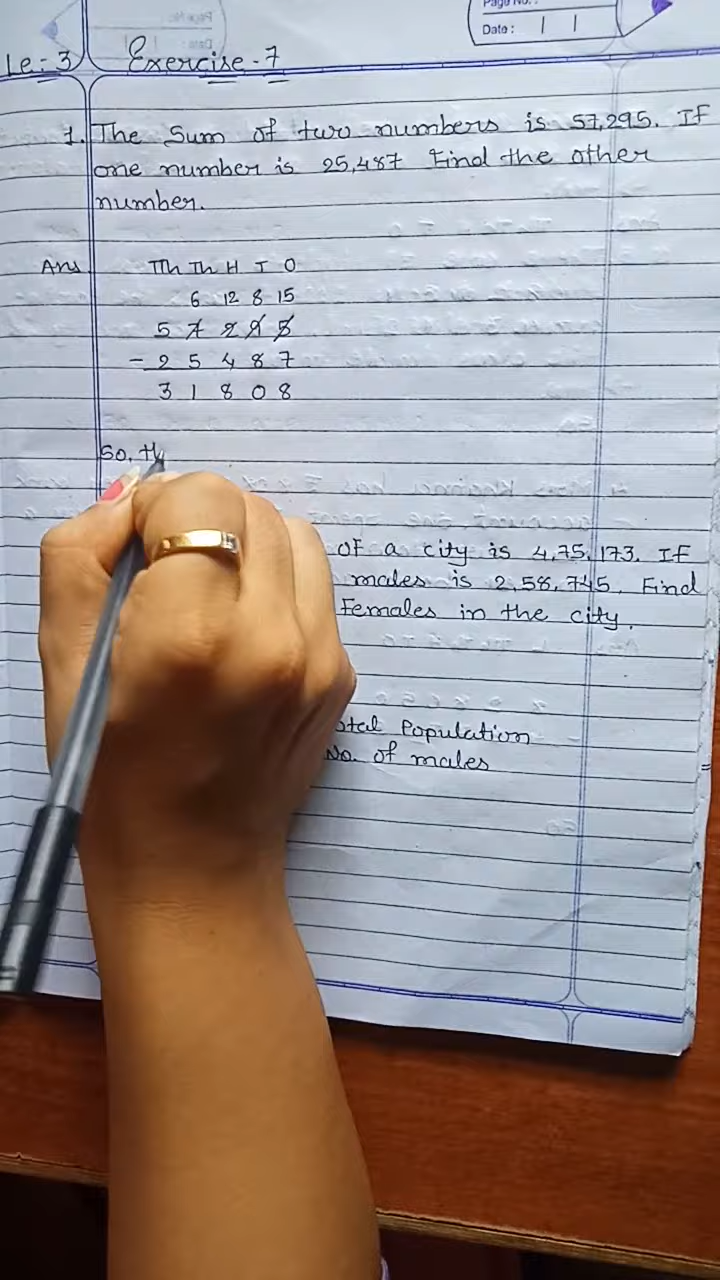 Page No.:
Date:
Le:- 3 Exercise-7
1. The Sum of two numbers is 57,295. If
one number is 25,487 Find the other
number.
Ans TTh Th H T O
6 12 8 15
5 7 2 9 5
- 2 5 4 8 7
3 1 8 0 8
So, th
of a city is 4,75,173. If
males is 2,58,745. Find
Females in the city.
Population
No. of males